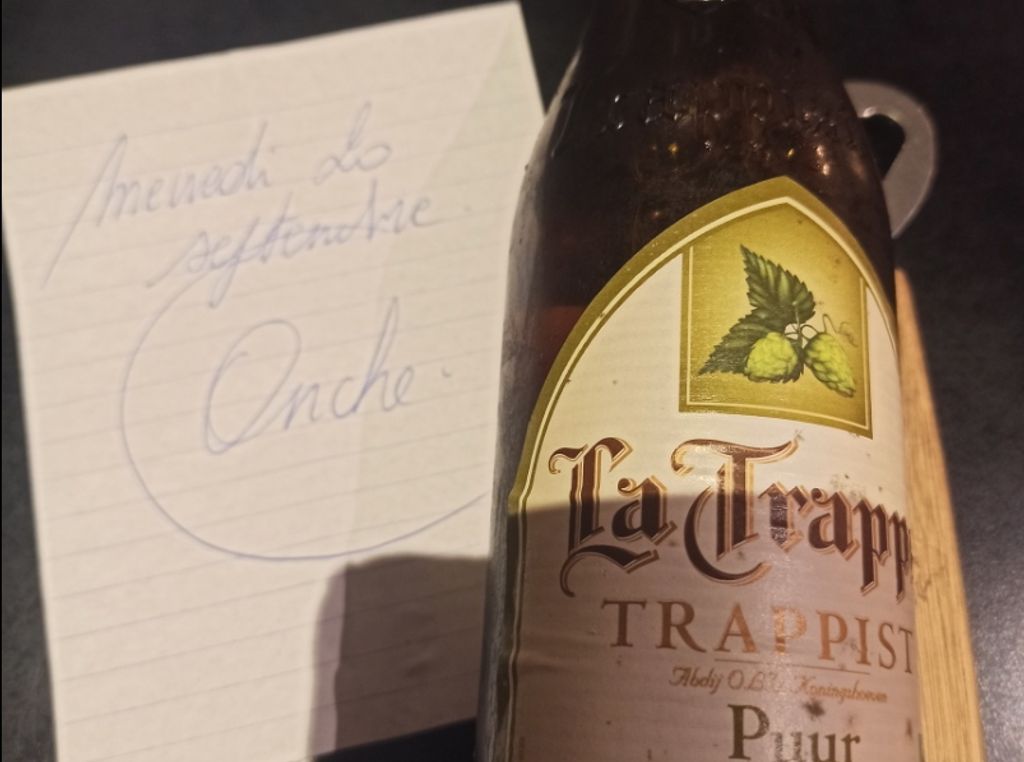 Mercredi 20
septembre
Onche.
La Trapp
TRAPPIST
Abdij O.L.V. Koningshoeven
Puur